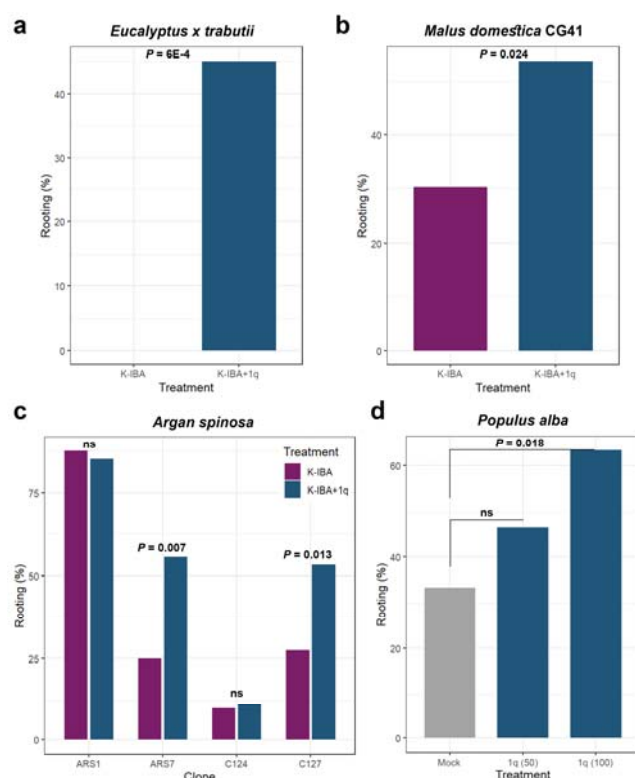 a
Eucalyptus x trabutii
P = 6E-4
Rooting (%)
40
30
20
10
0
K-IBA
K-IBA+1q
Treatment
b
Malus domestica CG41
P = 0.024
Rooting (%)
40
20
0
K-IBA
K-IBA+1q
Treatment
c
Argan spinosa
ns
Treatment
K-IBA
K-IBA+1q
P = 0.007
P = 0.013
ns
Rooting (%)
75
50
25
0
ARS1
ARS7
C124
C127
Clone
d
Populus alba
P = 0.018
ns
Rooting (%)
60
40
20
0
Mock
1q (50)
1q (100)
Treatment